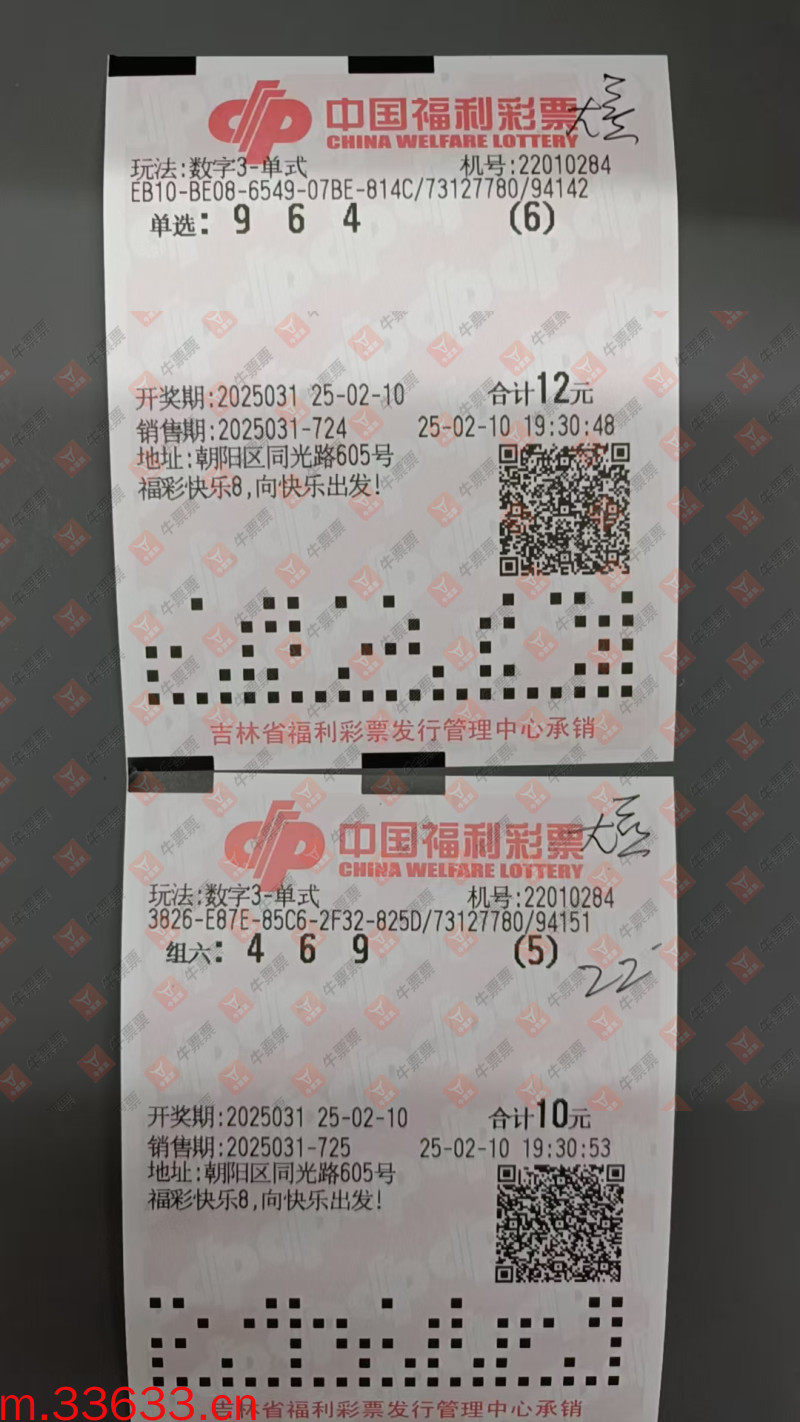 中国福利彩票
CHINA WELFARE LOTTERY
玩法:数字3-单式 机号:22010284
EB10-BE08-6549-07BE-814C/73127780/94142
单选: 9 6 4 (6)
开奖期:2025031 25-02-10 合计12元
销售期:2025031-724 25-02-10 19:30:48
地址:朝阳区同光路605号
福彩快乐8,向快乐出发!
吉林省福利彩票发行管理中心承销
中国福利彩票
CHINA WELFARE LOTTERY
玩法:数字3-单式 机号:22010284
3826-E87E-85C6-2F32-825D/73127780/94151
组六: 4 6 9 (5)
22
开奖期:2025031 25-02-10 合计10元
销售期:2025031-725 25-02-10 19:30:53
地址:朝阳区同光路605号
福彩快乐8,向快乐出发!
吉林省福利彩票发行管理中心承销
m.33633.cn
牛票票